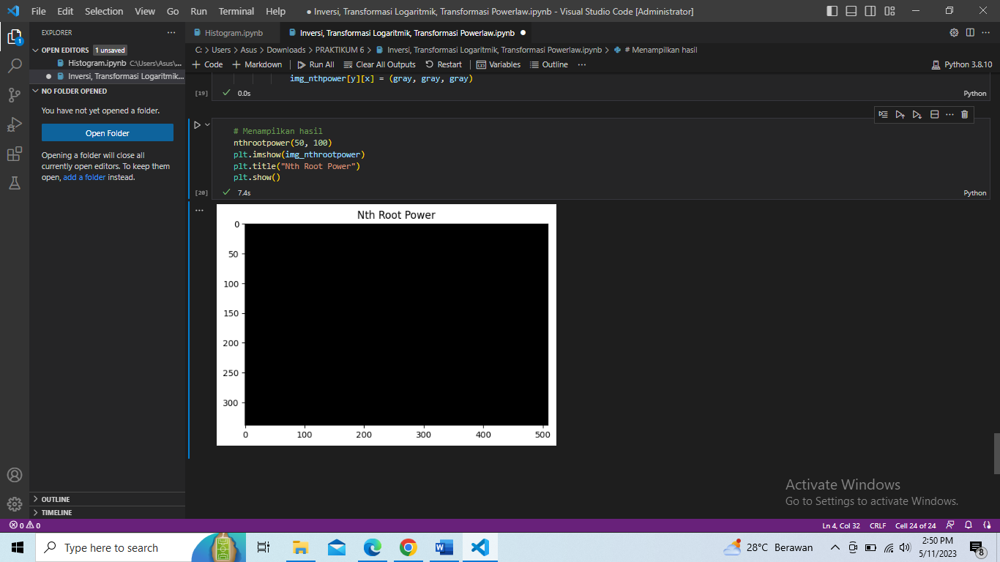 File Edit Selection View Go Run Terminal Help
● Inversi, Transformasi Logaritmik, Transformasi Powerlaw.ipynb - Visual Studio Code [Administrator]
EXPLORER
OPEN EDITORS 1 unsaved
Histogram.ipynb C:\Users\Asus\...
Inversi, Transformasi Logaritmik...
NO FOLDER OPENED
You have not yet opened a folder.
Open Folder
Opening a folder will close all
currently open editors. To keep them
open, add a folder instead.
OUTLINE
TIMELINE
Histogram.ipynb
Inversi, Transformasi Logaritmik, Transformasi Powerlaw.ipynb ●
C: > Users > Asus > Downloads > PRAKTIKUM 6 > Inversi, Transformasi Logaritmik, Transformasi Powerlaw.ipynb > # Menampilkan hasil
+ Code + Markdown Run All Clear All Outputs Restart Variables Outline ... Python 3.8.10
img_nthpower[y][x] = (gray, gray, gray)
[19] 0.0s Python
# Menampilkan hasil
nthrootpower(50, 100)
plt.imshow(img_nthrootpower)
plt.title("Nth Root Power")
plt.show()
[20] 7.4s Python
Nth Root Power
0
50
100
150
200
250
300
0 100 200 300 400 500
Activate Windows
Go to Settings to activate Windows.
0 0 Ln 4, Col 32 CRLF Cell 24 of 24
Type here to search
28°C Berawan
2:50 PM
5/11/2023
8
1